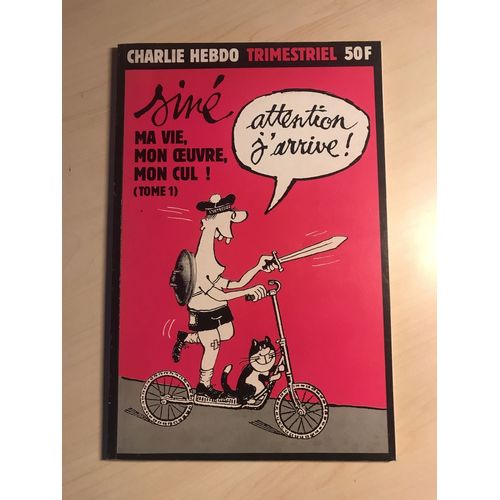 CHARLIE HEBDO TRIMESTRIEL 50F
siné
MA VIE,
MON ŒUVRE,
MON CUL !
(TOME 1)
attention
j'arrive !